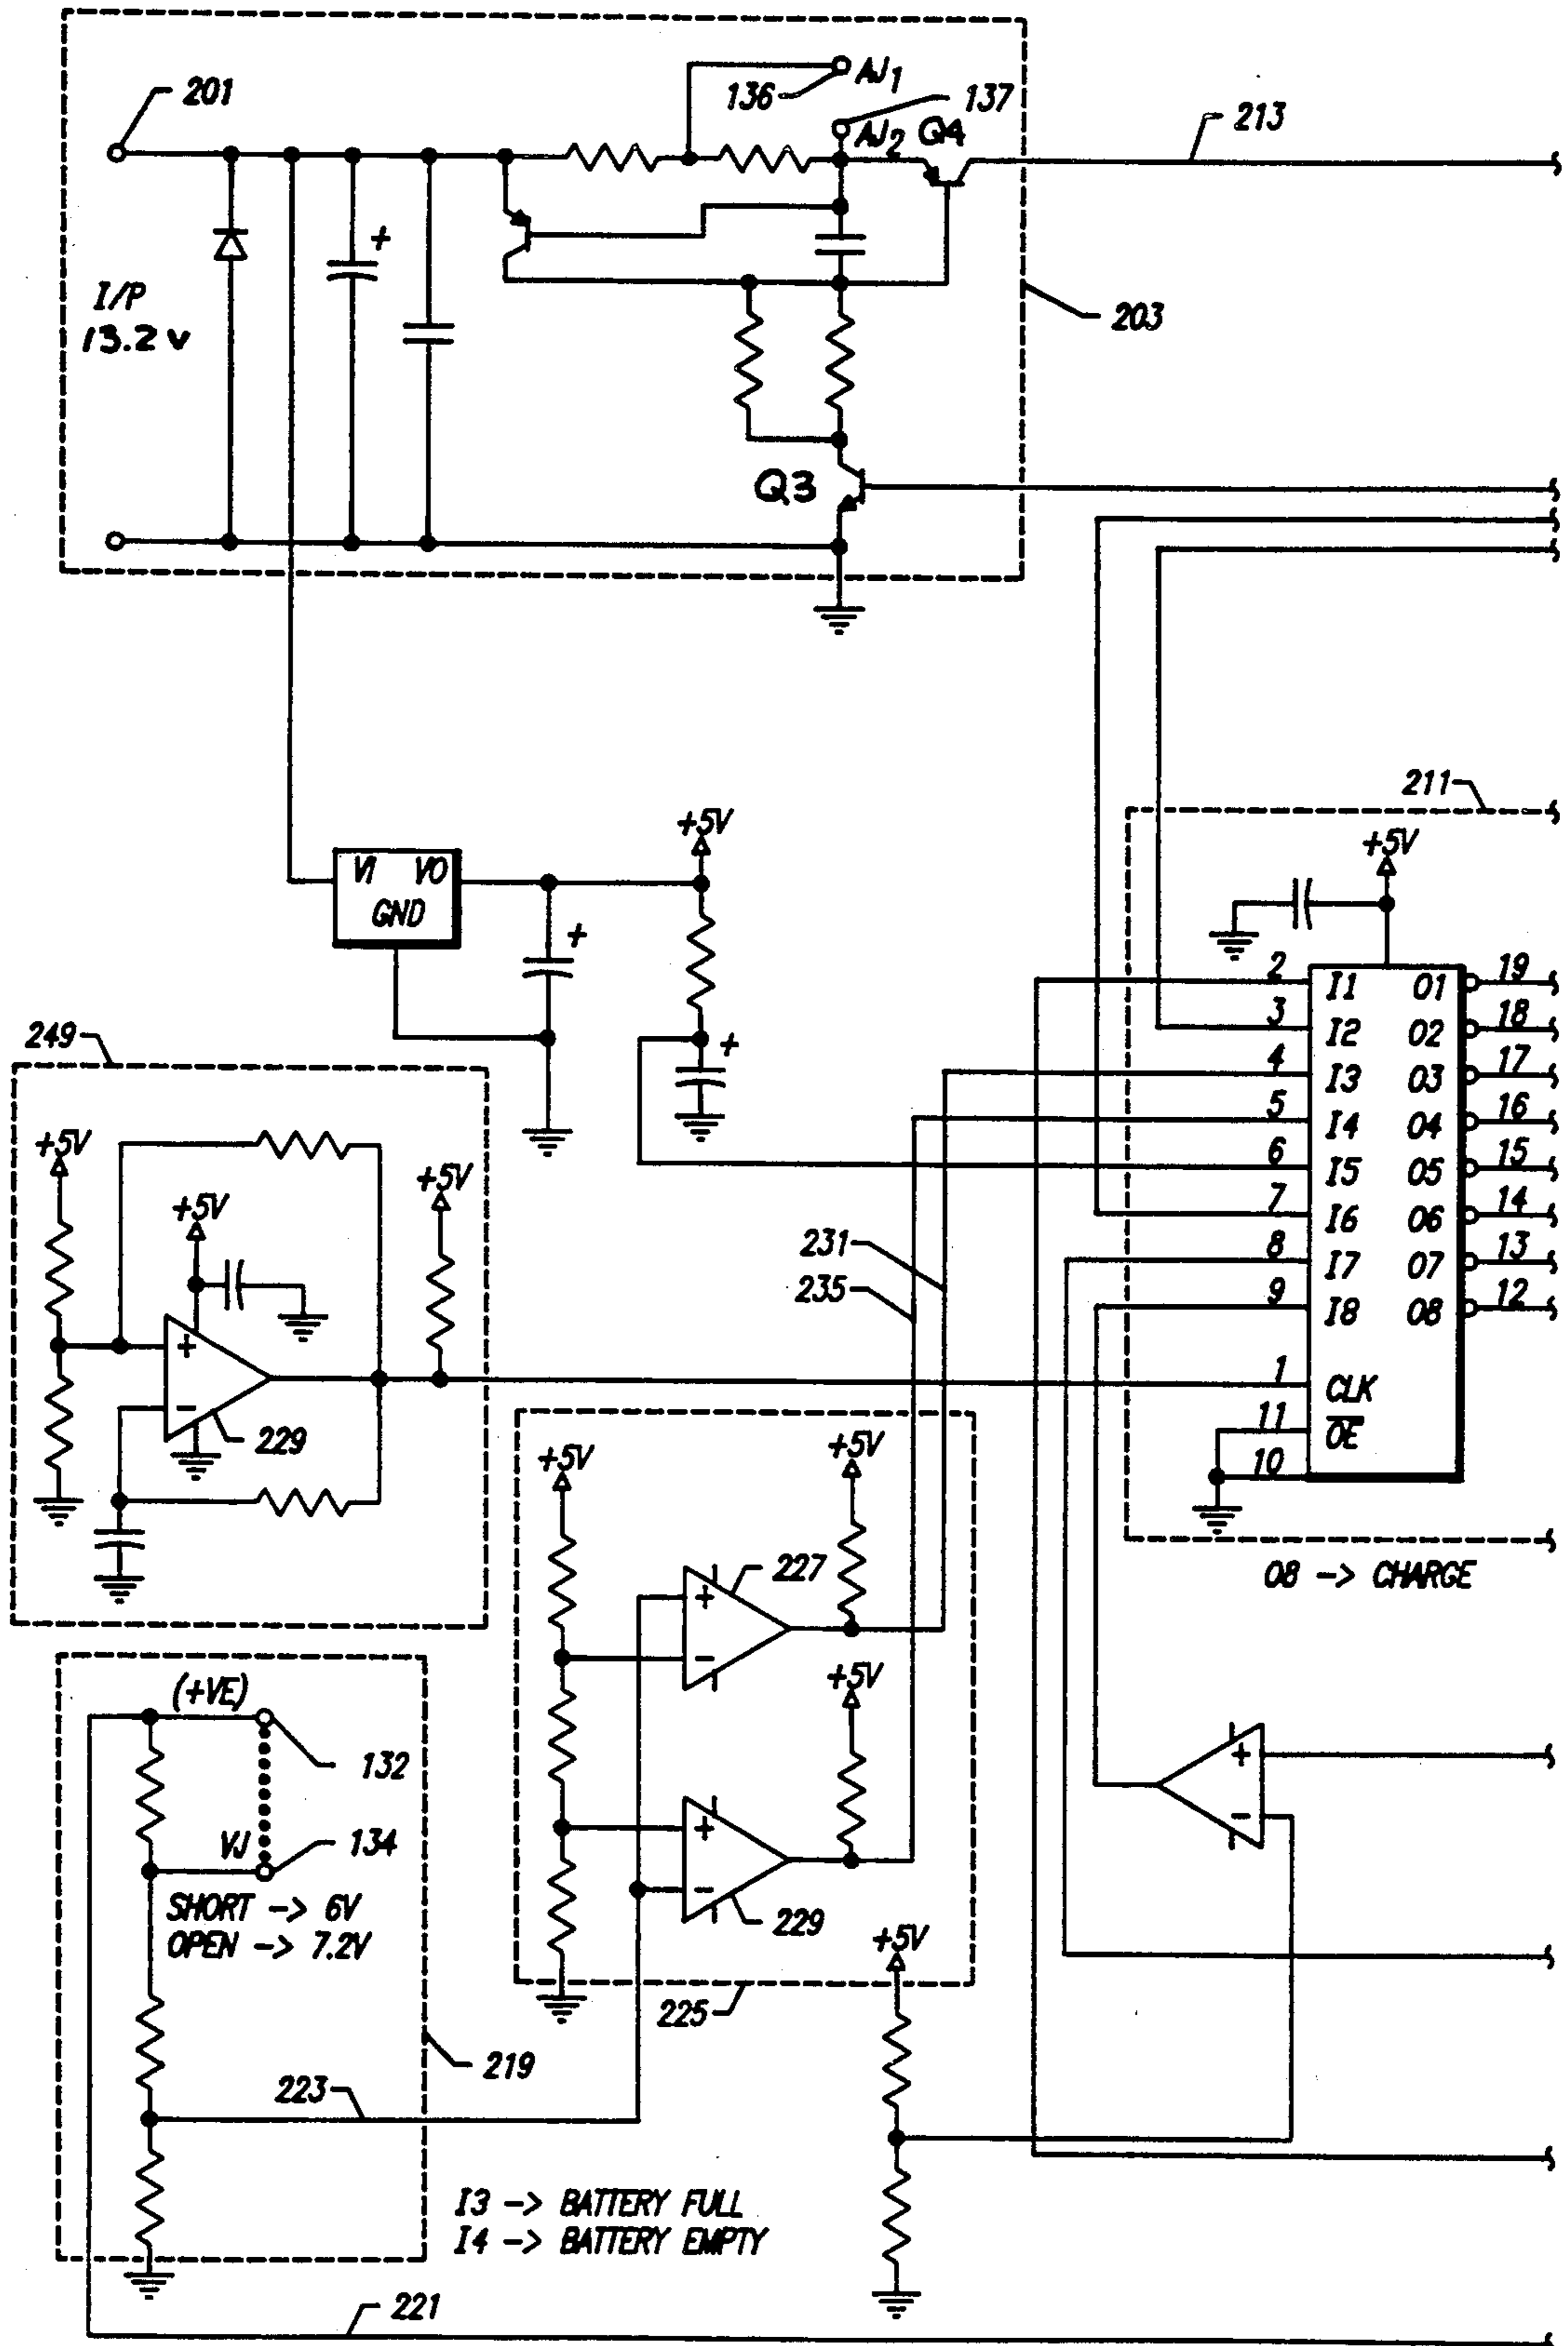 201
136
AJ1
137
AJ2
Q4
213
+
I/P
13.2 v
203
Q3
211
+5V
+5V
VI VO
GND
+
+
249
+5V
+5V
+5V
+
-
229
2 I1 O1 19
3 I2 O2 18
4 I3 O3 17
5 I4 O4 16
6 I5 O5 15
7 I6 O6 14
8 I7 O7 13
9 I8 O8 12
1 CLK
11 OE
10
231
235
+5V
+5V
+
-
227
O8 -> CHARGE
+5V
+
-
229
(+VE)
132
VJ
134
SHORT -> 6V
OPEN -> 7.2V
+
-
+5V
225
219
223
I3 -> BATTERY FULL
I4 -> BATTERY EMPTY
221